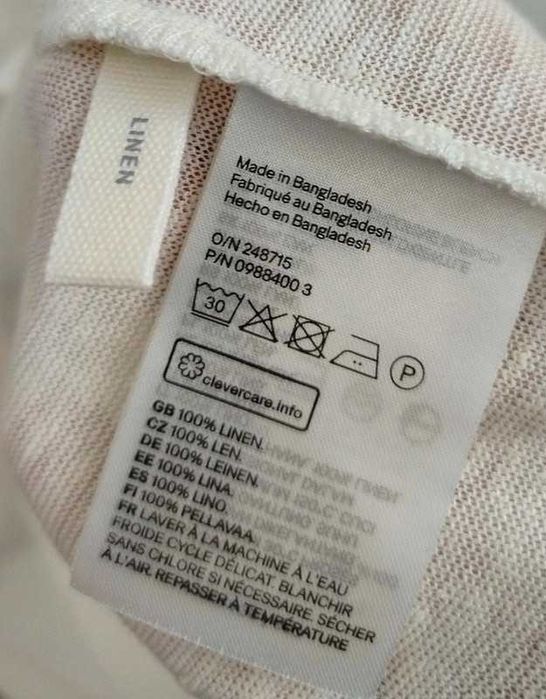 LINEN
Made in Bangladesh
Fabriqué au Bangladesh
Hecho en Bangladesh
O/N 248715
P/N 0988400 3
30
P
clevercare.info
GB 100% LINEN.
CZ 100% LEN.
DE 100% LEINEN.
EE 100% LINA.
ES 100% LINO.
FI 100% PELLAVAA.
FR LAVER À LA MACHINE À L'EAU
FROIDE CYCLE DÉLICAT. BLANCHIR
SANS CHLORE SI NÉCESSAIRE. SÉCHER
À L'AIR. REPASSER À TEMPÉRATURE